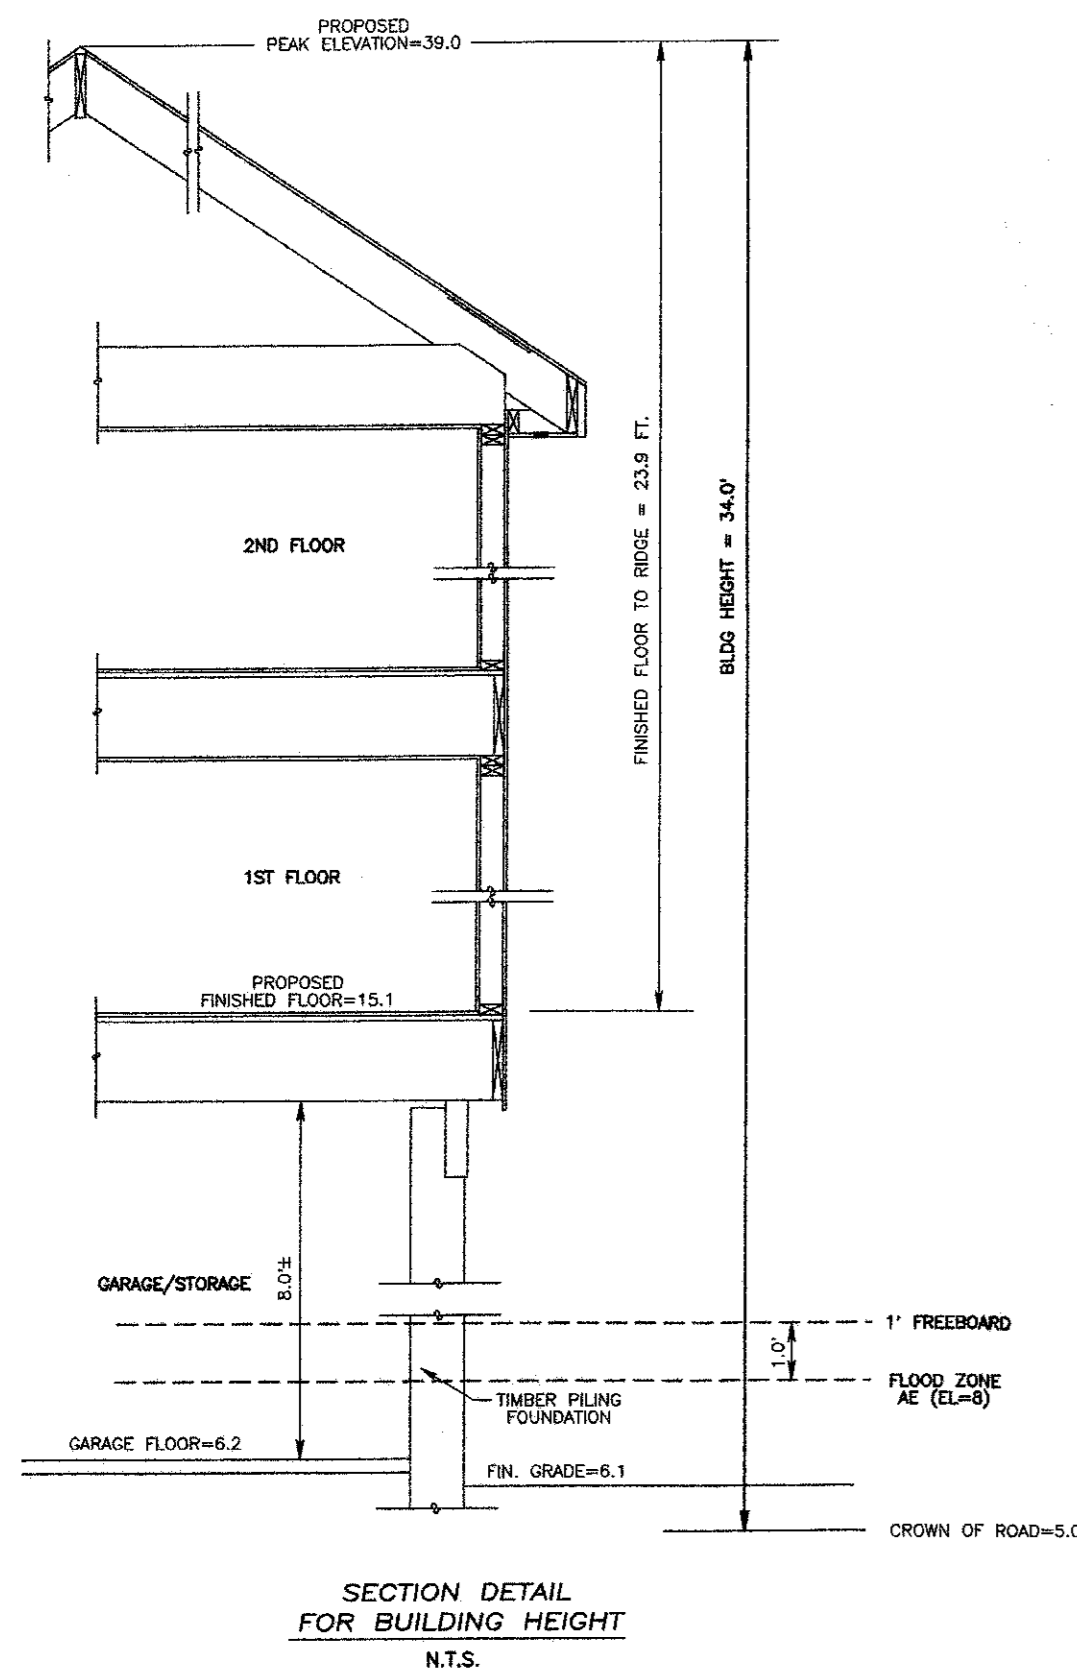 PROPOSED
PEAK ELEVATION=39.0
FINISHED FLOOR TO RIDGE = 23.9 FT.
BLDG HEIGHT = 34.0'
2ND FLOOR
1ST FLOOR
PROPOSED
FINISHED FLOOR=15.1
GARAGE/STORAGE
8.0'±
1' FREEBOARD
1.0'
FLOOD ZONE
AE (EL=8)
TIMBER PILING
FOUNDATION
GARAGE FLOOR=6.2
FIN. GRADE=6.1
CROWN OF ROAD=5.0
SECTION DETAIL
FOR BUILDING HEIGHT
N.T.S.